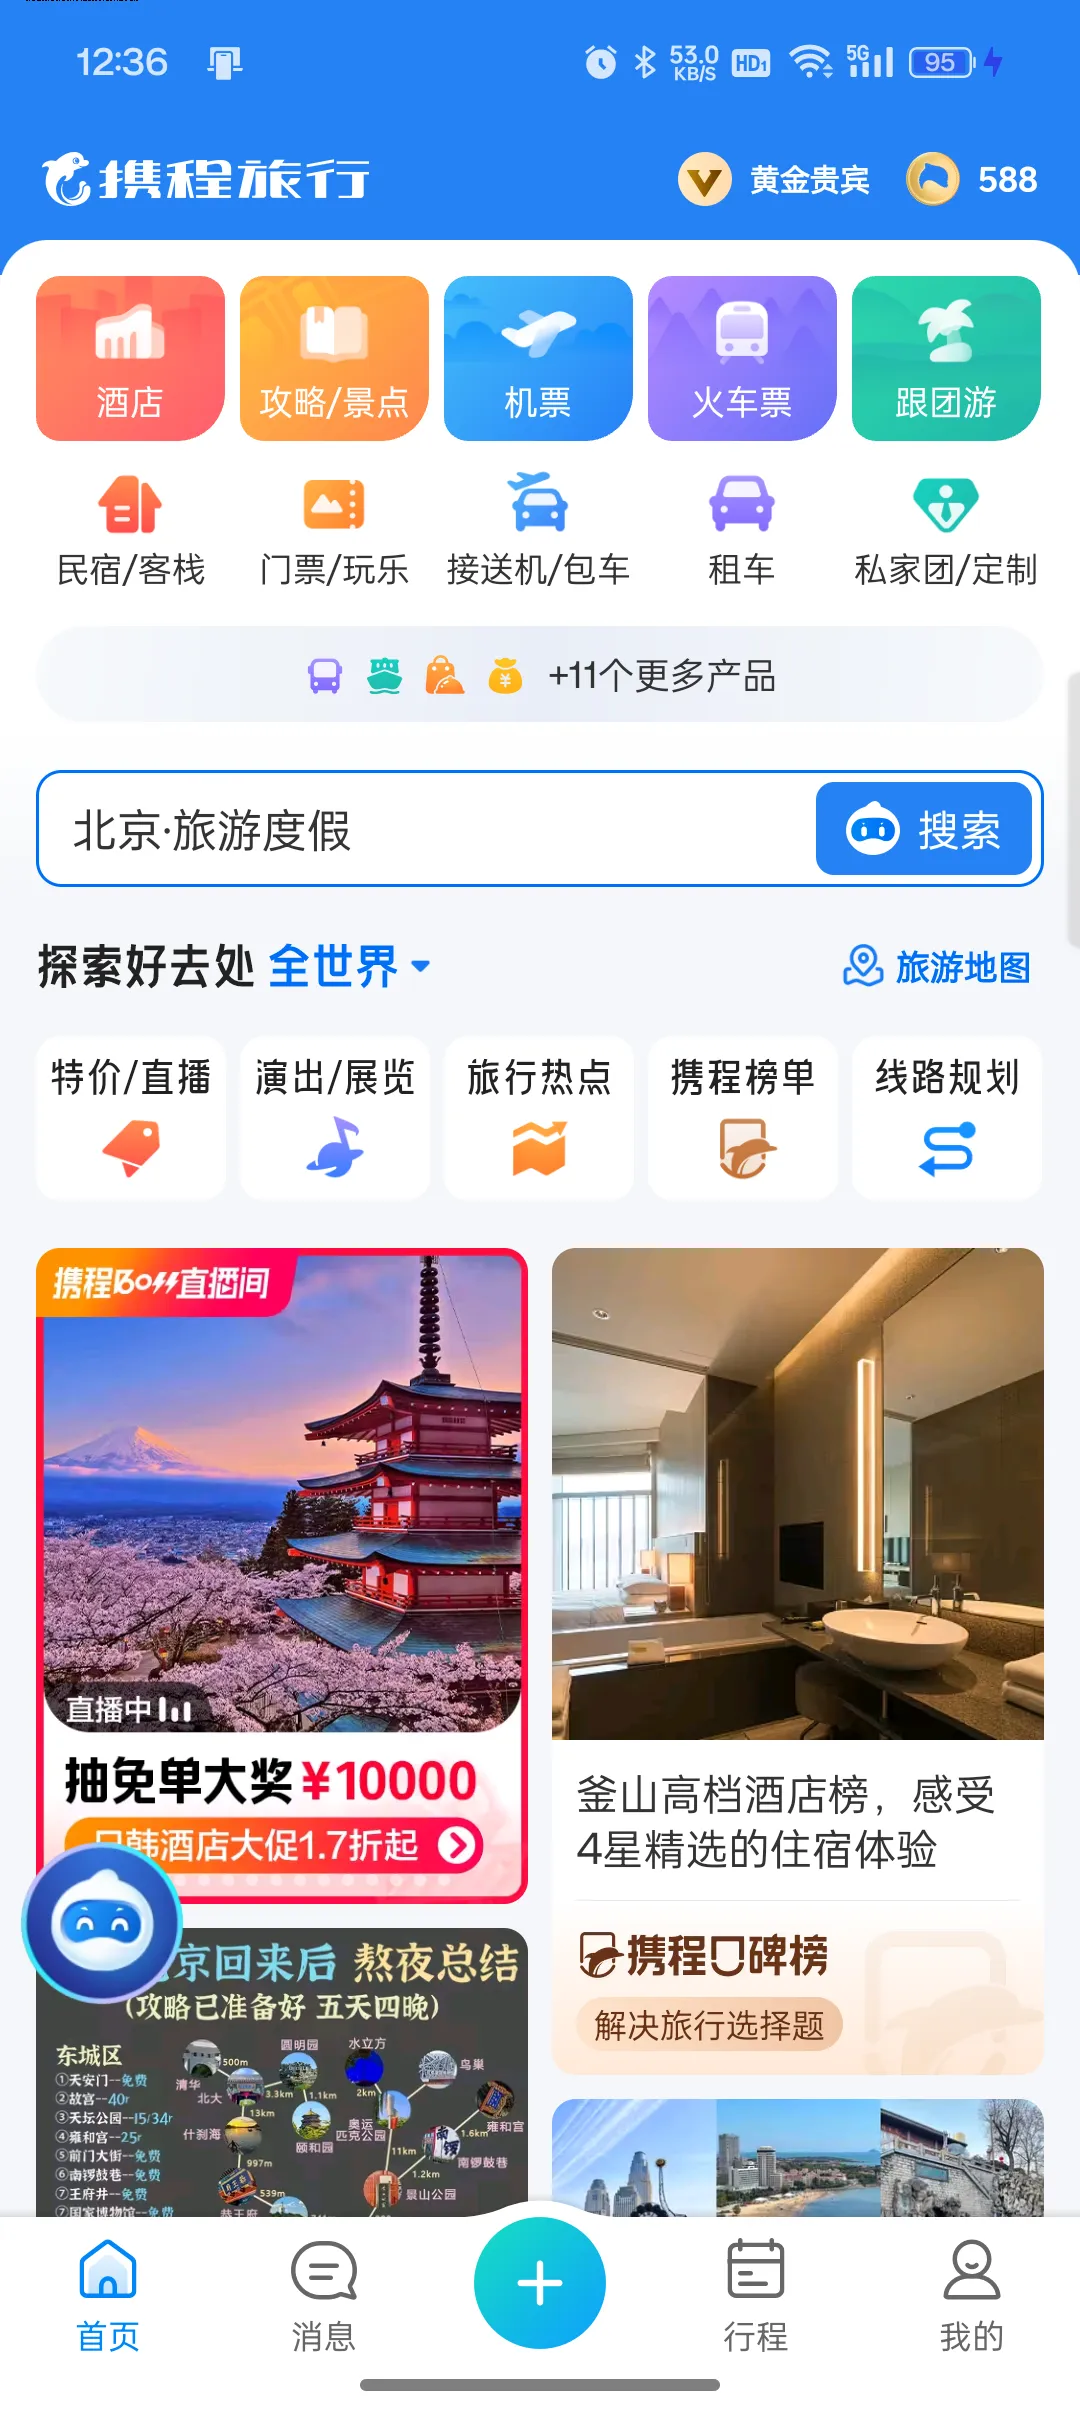 12:36
53.0 KB/S
HD1
5G
95
携程旅行
黄金贵宾
588
酒店
攻略/景点
机票
火车票
跟团游
民宿/客栈
门票/玩乐
接送机/包车
租车
私家团/定制
+11个更多产品
北京·旅游度假
搜索
探索好去处 全世界
旅游地图
特价/直播
演出/展览
旅行热点
携程榜单
线路规划
携程Boss直播间
直播中
抽免单大奖¥10000
日韩酒店大促1.7折起
釜山高档酒店榜，感受
4星精选的住宿体验
携程口碑榜
解决旅行选择题
京回来后 熬夜总结
(攻略已准备好 五天四晚)
东城区
①天安门--免费
②故宫--40r
③天坛公园--15/34r
④雍和宫--25r
⑤前门大街--免费
⑥南锣鼓巷--免费
⑦王府井--免费
⑦国家博物馆--免费
清华
500m
北大
圆明园
3.3km
1.1km
水立方
2km
鸟巢
13km
什刹海
颐和园
奥运
匹克公园
雍和宫
1.6km
南锣鼓巷
11km
1.2km
997m
539m
景山公园
恭王府
首页
消息
行程
我的